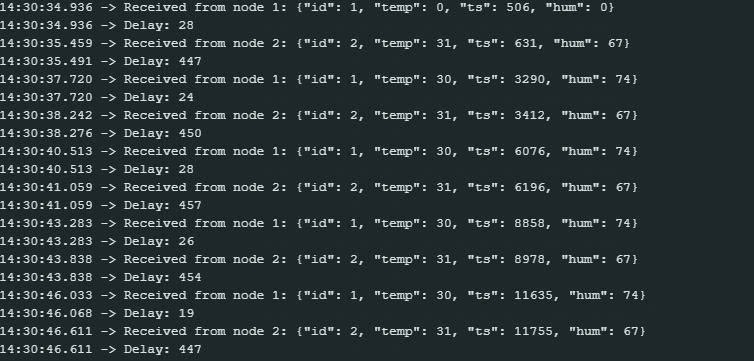 14:30:34.936 -> Received from node 1: {"id": 1, "temp": 0, "ts": 506, "hum": 0}
14:30:34.936 -> Delay: 28
14:30:35.459 -> Received from node 2: {"id": 2, "temp": 31, "ts": 631, "hum": 67}
14:30:35.491 -> Delay: 447
14:30:37.720 -> Received from node 1: {"id": 1, "temp": 30, "ts": 3290, "hum": 74}
14:30:37.720 -> Delay: 24
14:30:38.242 -> Received from node 2: {"id": 2, "temp": 31, "ts": 3412, "hum": 67}
14:30:38.276 -> Delay: 450
14:30:40.513 -> Received from node 1: {"id": 1, "temp": 30, "ts": 6076, "hum": 74}
14:30:40.513 -> Delay: 28
14:30:41.059 -> Received from node 2: {"id": 2, "temp": 31, "ts": 6196, "hum": 67}
14:30:41.059 -> Delay: 457
14:30:43.283 -> Received from node 1: {"id": 1, "temp": 30, "ts": 8858, "hum": 74}
14:30:43.283 -> Delay: 26
14:30:43.838 -> Received from node 2: {"id": 2, "temp": 31, "ts": 8978, "hum": 67}
14:30:43.838 -> Delay: 454
14:30:46.033 -> Received from node 1: {"id": 1, "temp": 30, "ts": 11635, "hum": 74}
14:30:46.068 -> Delay: 19
14:30:46.611 -> Received from node 2: {"id": 2, "temp": 31, "ts": 11755, "hum": 67}
14:30:46.611 -> Delay: 447